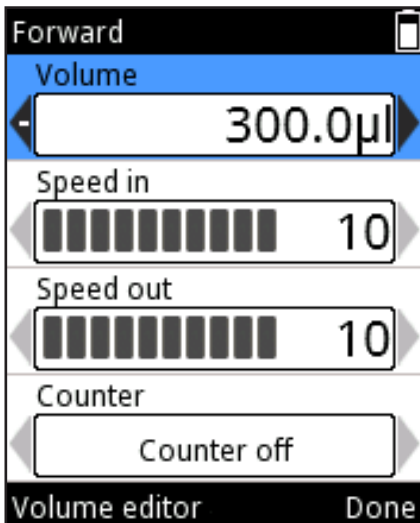 Forward
Volume
-
300.0µl
Speed in
10
Speed out
10
Counter
Counter off
Volume editor Done